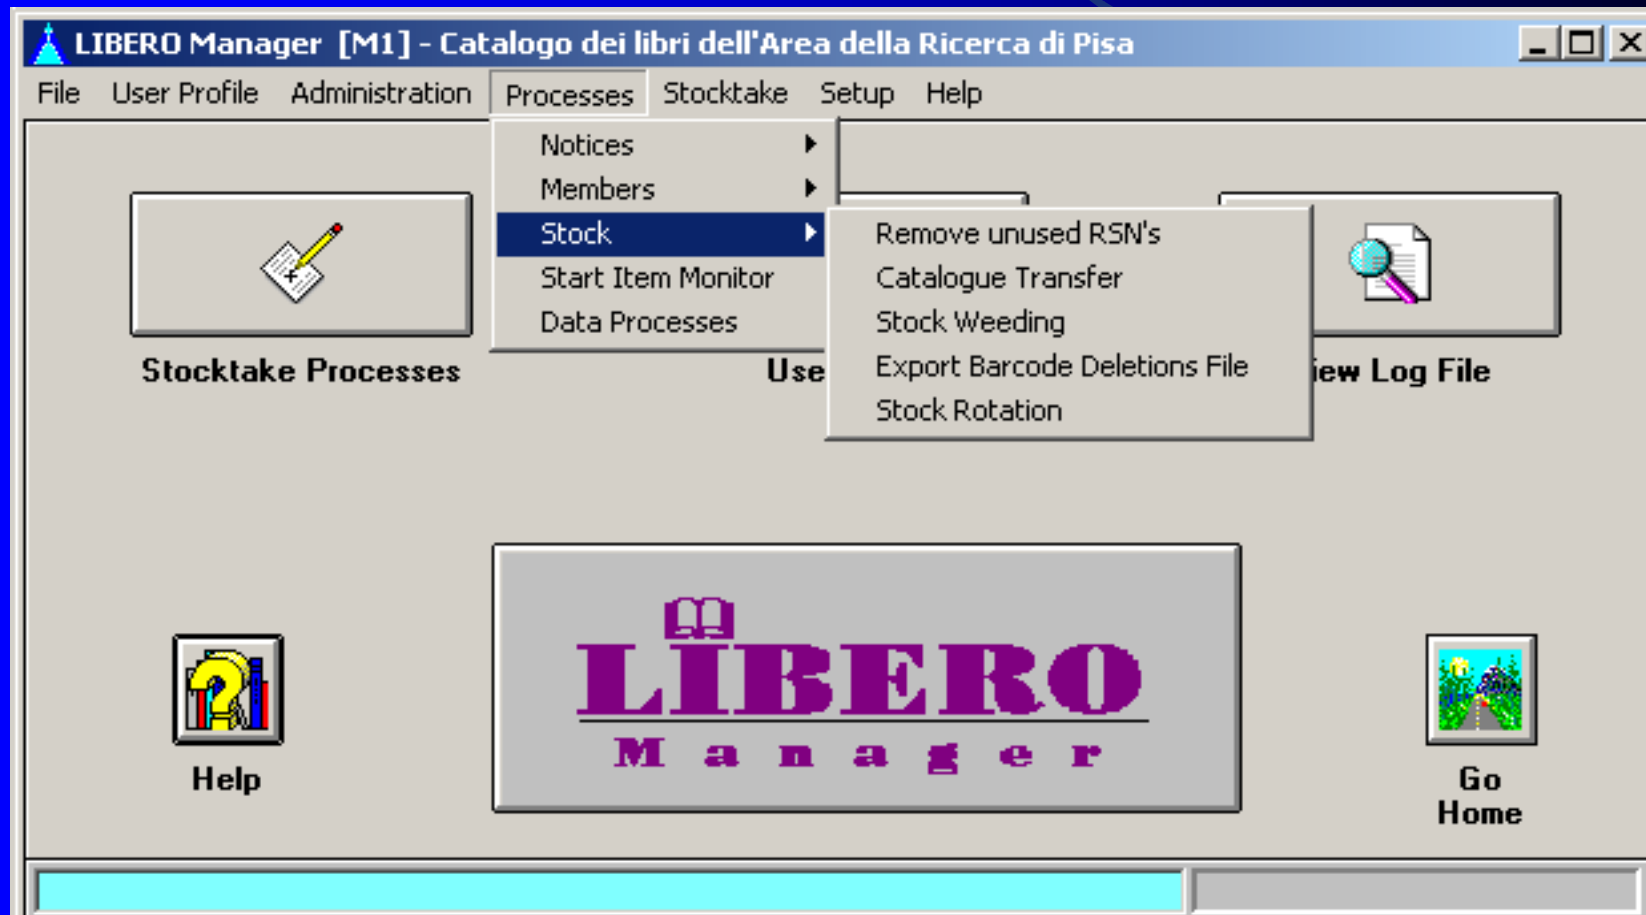 LIBERO Manager [M1] - Catalogo dei libri dell'Area della Ricerca di Pisa
File User Profile Administration Processes Stocktake Setup Help
Notices
Members
Stock
Start Item Monitor
Data Processes
Remove unused RSN's
Catalogue Transfer
Stock Weeding
Export Barcode Deletions File
Stock Rotation
Stocktake Processes
Use
iew Log File
LIBERO
Manager
Help
Go
Home